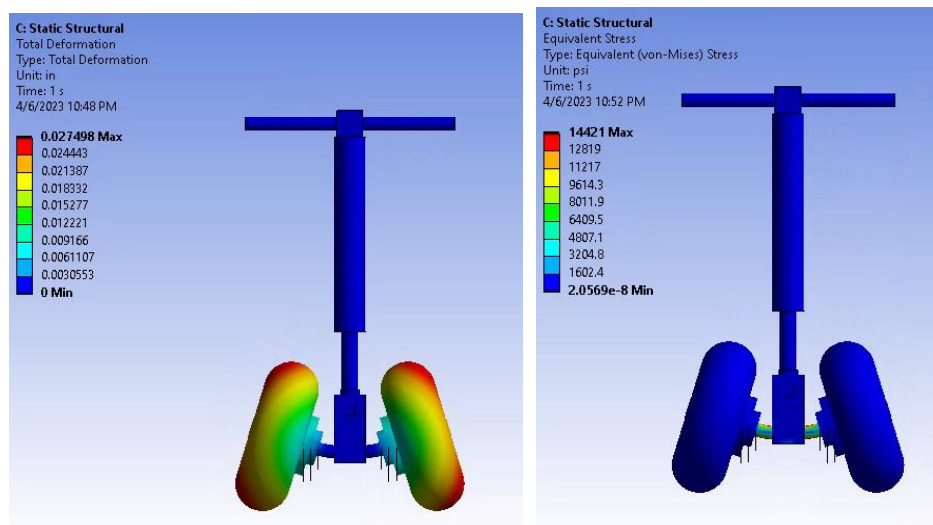 C: Static Structural
Total Deformation
Type: Total Deformation
Unit: in
Time: 1 s
4/6/2023 10:48 PM
0.027498 Max
0.024443
0.021387
0.018332
0.015277
0.012221
0.009166
0.0061107
0.0030553
0 Min
C: Static Structural
Equivalent Stress
Type: Equivalent (von-Mises) Stress
Unit: psi
Time: 1 s
4/6/2023 10:52 PM
14421 Max
12819
11217
9614.3
8011.9
6409.5
4807.1
3204.8
1602.4
2.0569e-8 Min